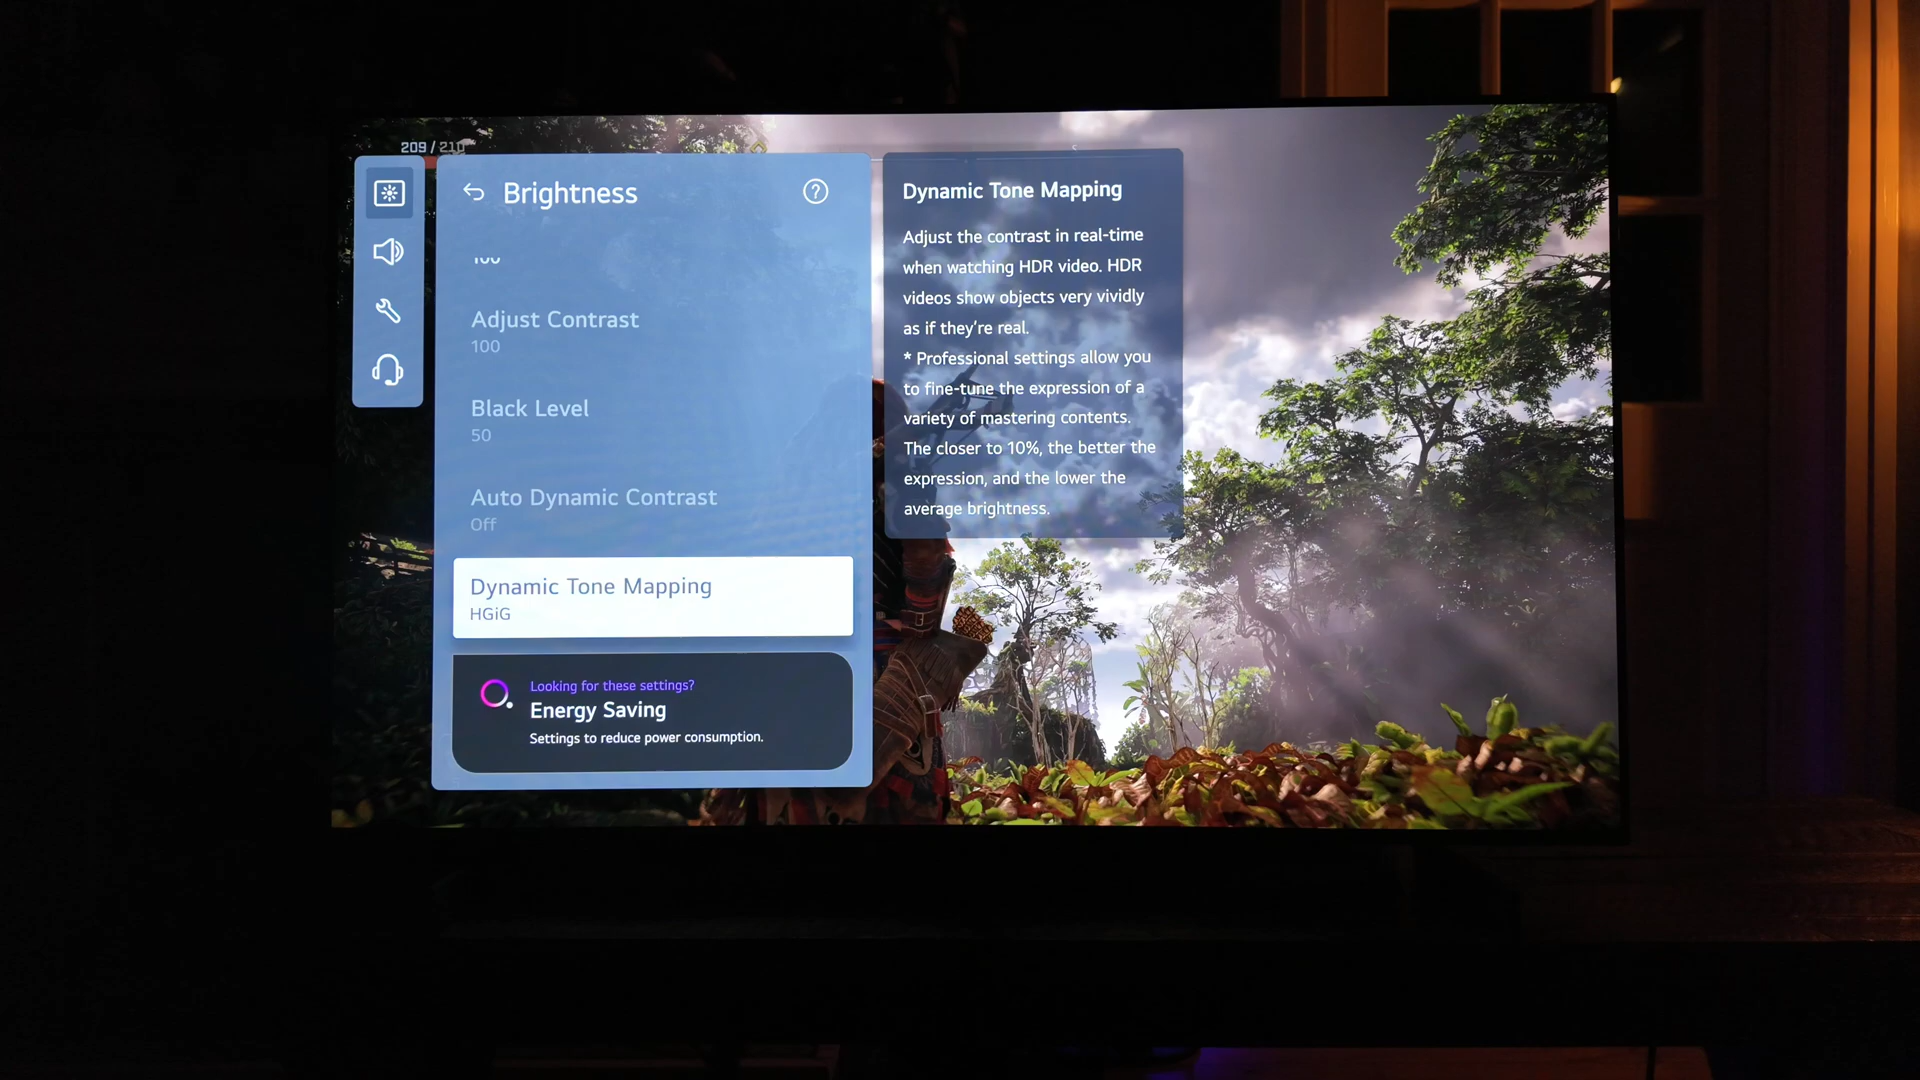 209 / 210
Brightness
?
100
Adjust Contrast
100
Black Level
50
Auto Dynamic Contrast
Off
Dynamic Tone Mapping
HGiG
Looking for these settings?
Energy Saving
Settings to reduce power consumption.
Dynamic Tone Mapping
Adjust the contrast in real-time
when watching HDR video. HDR
videos show objects very vividly
as if they're real.
* Professional settings allow you
to fine-tune the expression of a
variety of mastering contents.
The closer to 10%, the better the
expression, and the lower the
average brightness.